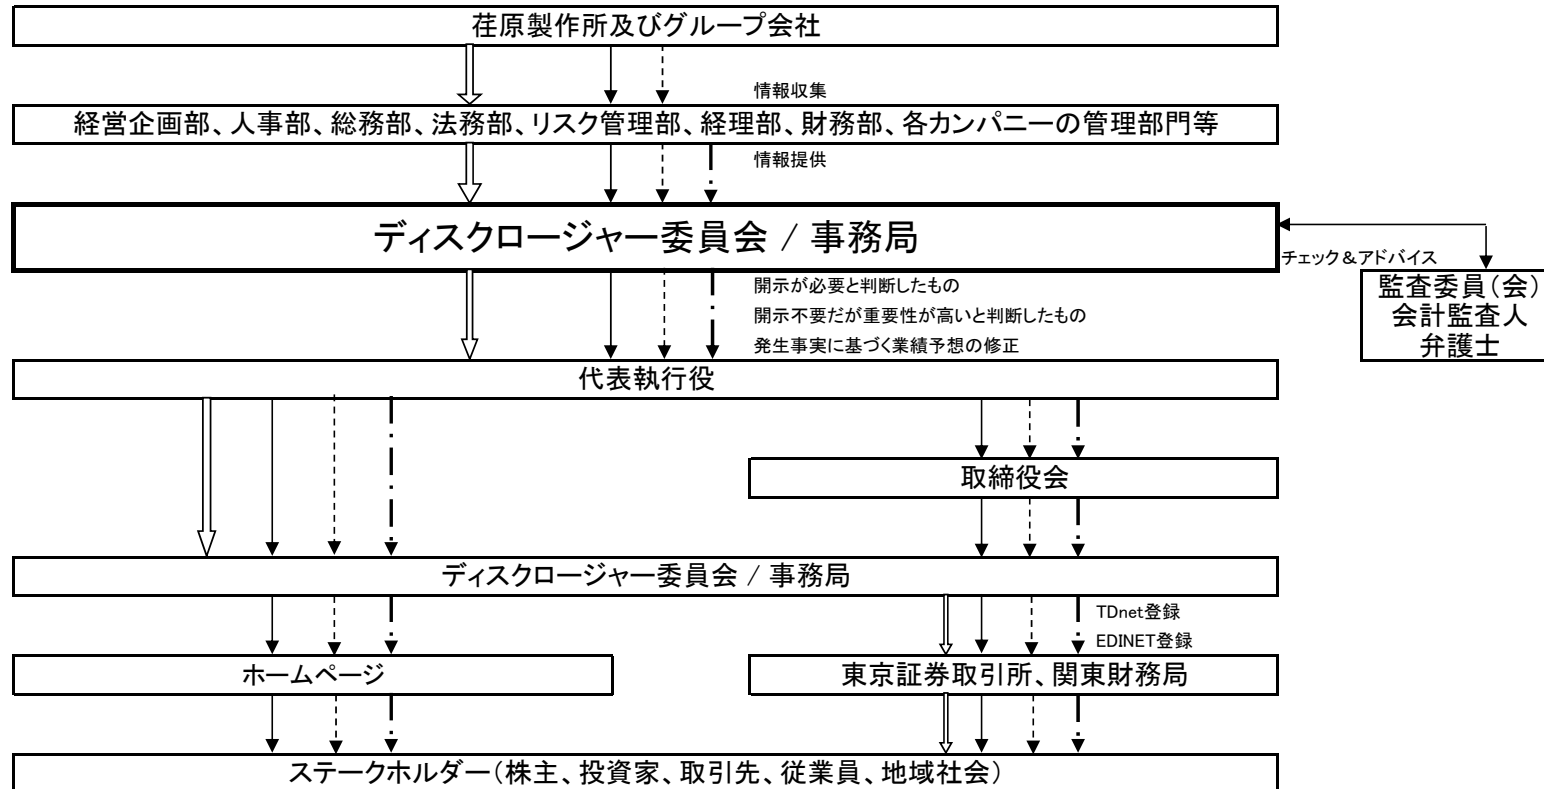 荏原製作所及びグループ会社
情報収集
経営企画部、人事部、総務部、法務部、リスク管理部、経理部、財務部、各カンパニーの管理部門等
情報提供
ディスクロージャー委員会 / 事務局
チェック＆アドバイス
監査委員(会)
会計監査人
弁護士
開示が必要と判断したもの
開示不要だが重要性が高いと判断したもの
発生事実に基づく業績予想の修正
代表執行役
取締役会
ディスクロージャー委員会 / 事務局
TDnet登録
EDINET登録
ホームページ
東京証券取引所、関東財務局
ステークホルダー(株主、投資家、取引先、従業員、地域社会)